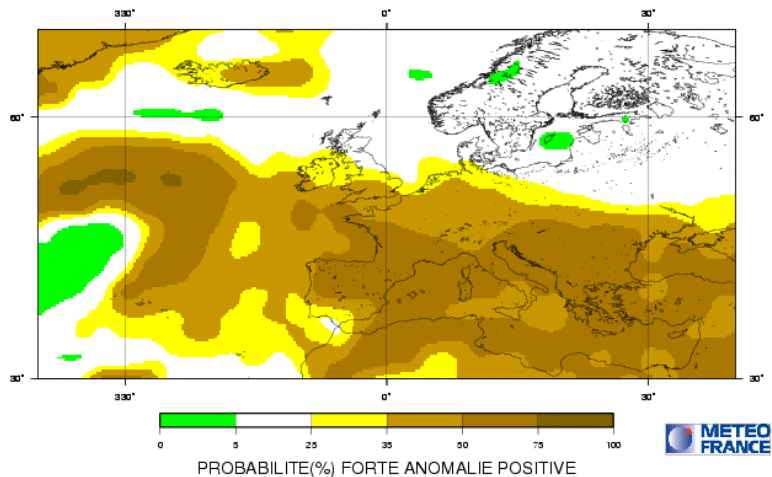 330° 0° 30°
60° 60°
30° 30°
330° 0° 30°
0 5 25 35 50 75 100
METEO
FRANCE
PROBABILITE(%) FORTE ANOMALIE POSITIVE